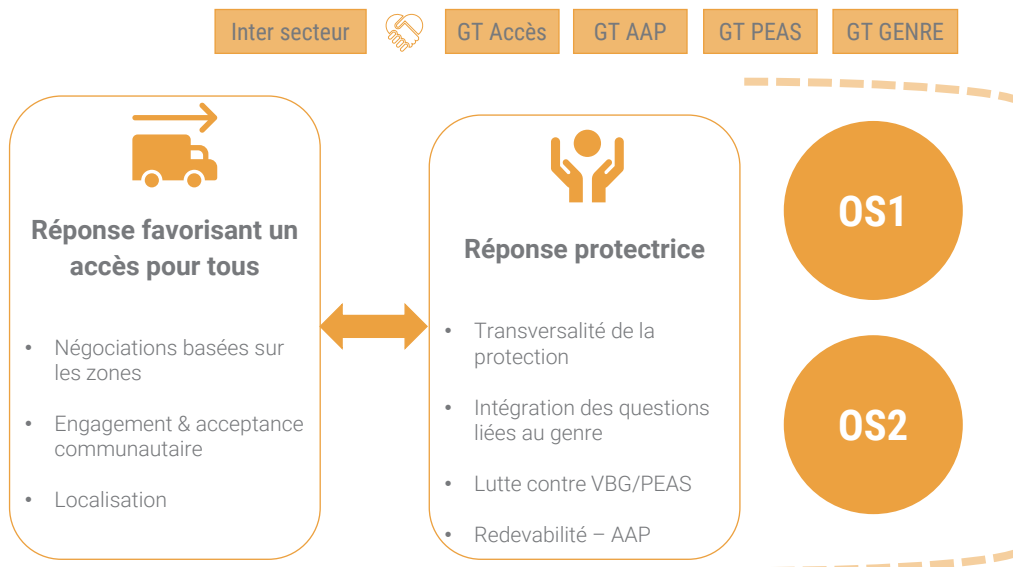 Inter secteur
GT Accès
GT AAP
GT PEAS
GT GENRE
Réponse favorisant un
accès pour tous
• Négociations basées sur
les zones
• Engagement & acceptance
communautaire
• Localisation
Réponse protectrice
• Transversalité de la
protection
• Intégration des questions
liées au genre
• Lutte contre VBG/PEAS
• Redevabilité – AAP
OS1
OS2